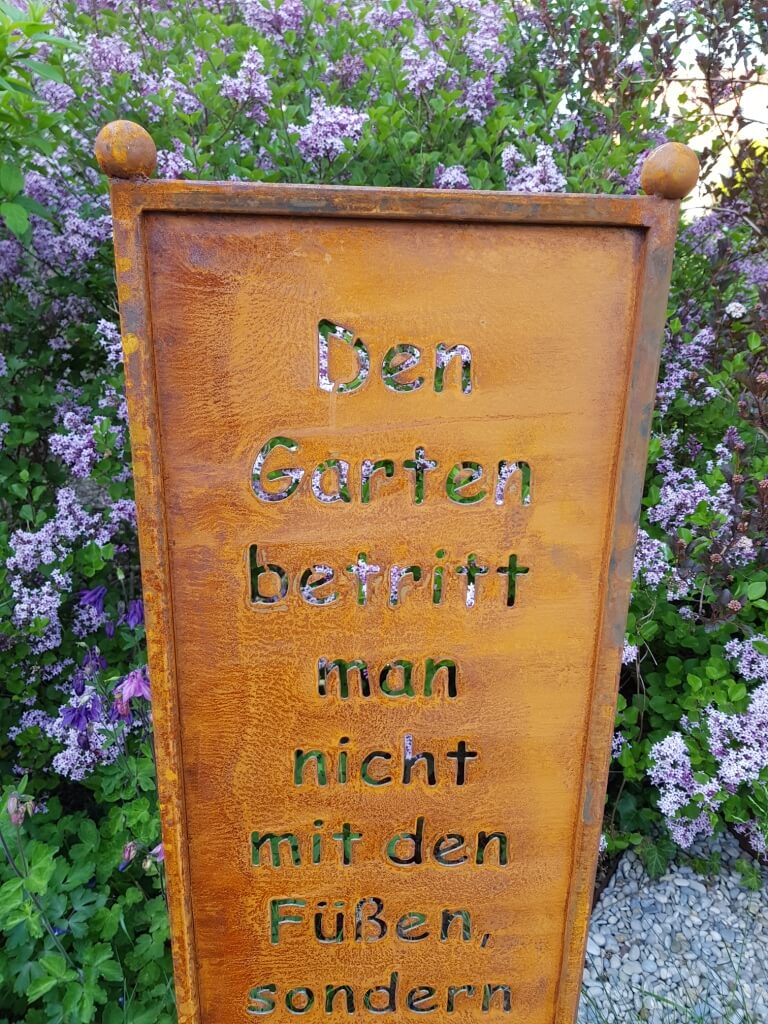 Den
Garten
betritt
man
nicht
mit den
Füßen,
sondern